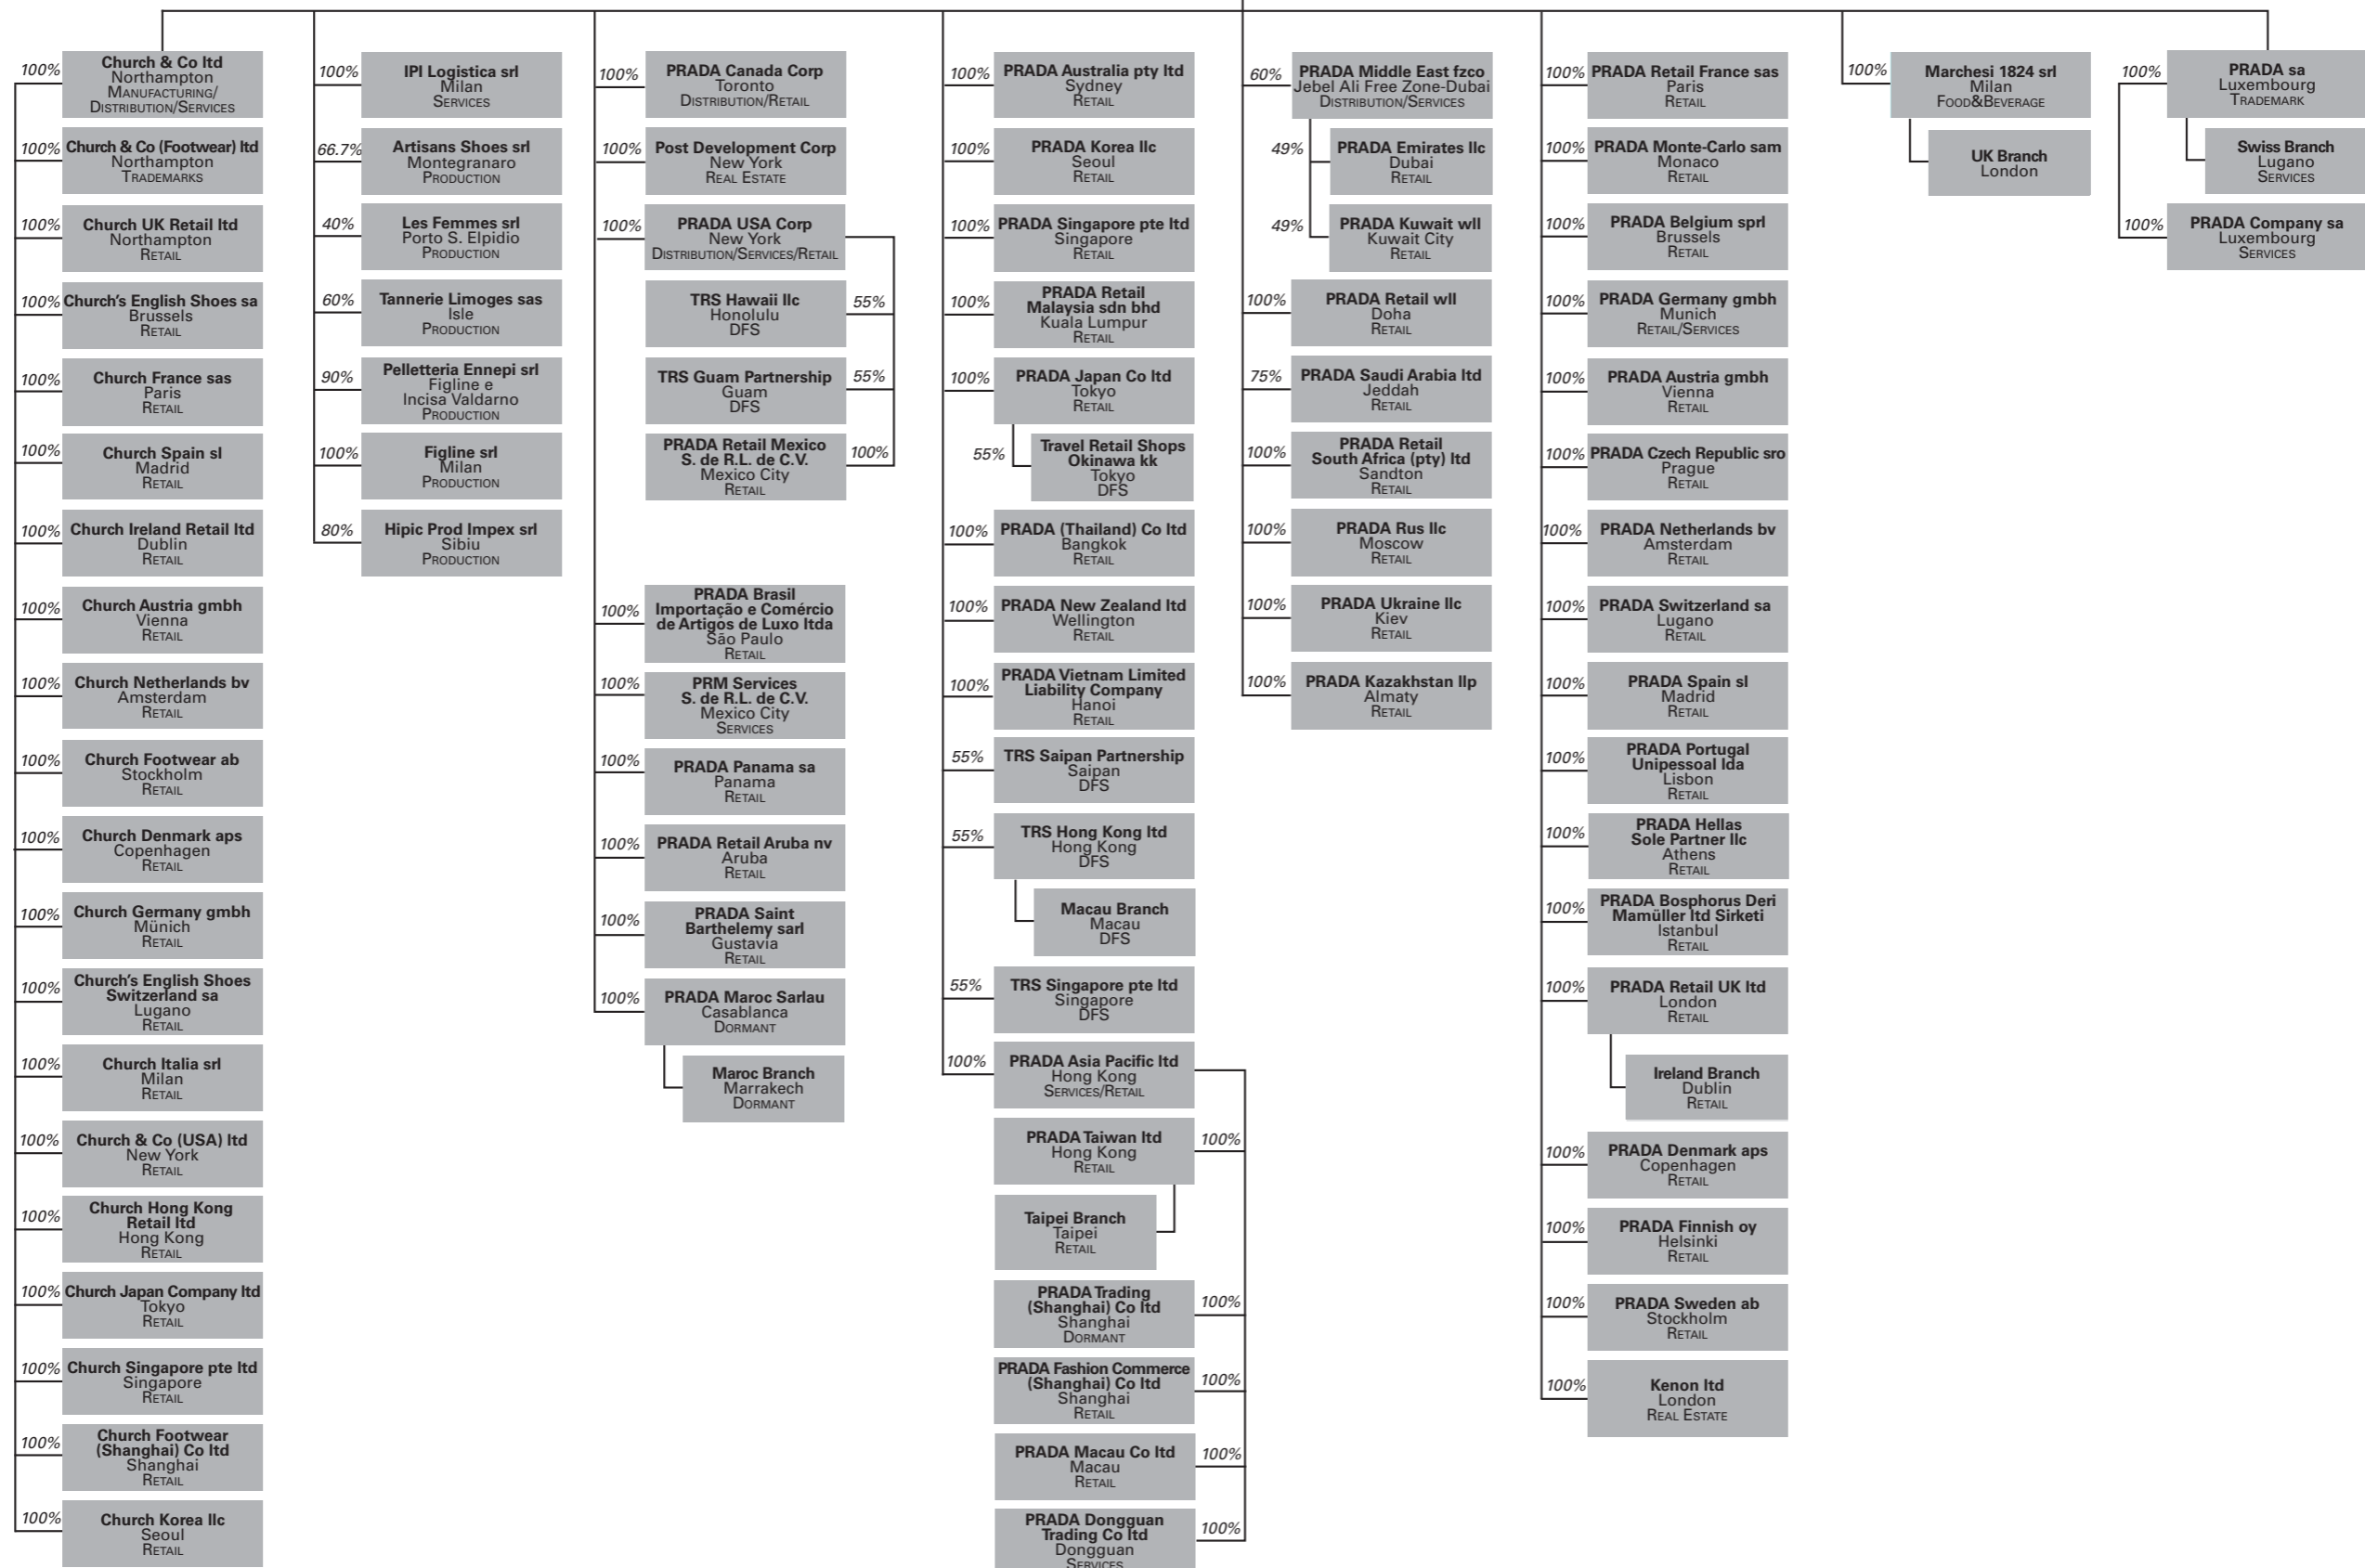 100%
Church & Co ltd
Northampton
Manufacturing/
Distribution/Services
100%
Church & Co (Footwear) ltd
Northampton
Trademarks
100%
Church UK Retail ltd
Northampton
Retail
100%
Church's English Shoes sa
Brussels
Retail
100%
Church France sas
Paris
Retail
100%
Church Spain sl
Madrid
Retail
100%
Church Ireland Retail ltd
Dublin
Retail
100%
Church Austria gmbh
Vienna
Retail
100%
Church Netherlands bv
Amsterdam
Retail
100%
Church Footwear ab
Stockholm
Retail
100%
Church Denmark aps
Copenhagen
Retail
100%
Church Germany gmbh
Münich
Retail
100%
Church's English Shoes
Switzerland sa
Lugano
Retail
100%
Church Italia srl
Milan
Retail
100%
Church & Co (USA) ltd
New York
Retail
100%
Church Hong Kong
Retail ltd
Hong Kong
Retail
100%
Church Japan Company ltd
Tokyo
Retail
100%
Church Singapore pte ltd
Singapore
Retail
100%
Church Footwear
(Shanghai) Co ltd
Shanghai
Retail
100%
Church Korea llc
Seoul
Retail
100%
IPI Logistica srl
Milan
Services
66.7%
Artisans Shoes srl
Montegranaro
Production
40%
Les Femmes srl
Porto S. Elpidio
Production
60%
Tannerie Limoges sas
Isle
Production
90%
Pelletteria Ennepi srl
Figline e
Incisa Valdarno
Production
100%
Figline srl
Milan
Production
80%
Hipic Prod Impex srl
Sibiu
Production
100%
PRADA Canada Corp
Toronto
Distribution/Retail
100%
Post Development Corp
New York
Real Estate
100%
PRADA USA Corp
New York
Distribution/Services/Retail
TRS Hawaii llc
Honolulu
DFS
55%
TRS Guam Partnership
Guam
DFS
55%
PRADA Retail Mexico
S. de R.L. de C.V.
Mexico City
Retail
100%
100%
PRADA Brasil
Importação e Comércio
de Artigos de Luxo ltda
São Paulo
Retail
100%
PRM Services
S. de R.L. de C.V.
Mexico City
Services
100%
PRADA Panama sa
Panama
Retail
100%
PRADA Retail Aruba nv
Aruba
Retail
100%
PRADA Saint
Barthelemy sarl
Gustavia
Retail
100%
PRADA Maroc Sarlau
Casablanca
Dormant
Maroc Branch
Marrakech
Dormant
100%
PRADA Australia pty ltd
Sydney
Retail
100%
PRADA Korea llc
Seoul
Retail
100%
PRADA Singapore pte ltd
Singapore
Retail
100%
PRADA Retail
Malaysia sdn bhd
Kuala Lumpur
Retail
100%
PRADA Japan Co ltd
Tokyo
Retail
55%
Travel Retail Shops
Okinawa kk
Tokyo
DFS
100%
PRADA (Thailand) Co ltd
Bangkok
Retail
100%
PRADA New Zealand ltd
Wellington
Retail
100%
PRADA Vietnam Limited
Liability Company
Hanoi
Retail
55%
TRS Saipan Partnership
Saipan
DFS
55%
TRS Hong Kong ltd
Hong Kong
DFS
Macau Branch
Macau
DFS
55%
TRS Singapore pte ltd
Singapore
DFS
100%
PRADA Asia Pacific ltd
Hong Kong
Services/Retail
PRADA Taiwan ltd
Hong Kong
Retail
100%
Taipei Branch
Taipei
Retail
PRADA Trading
(Shanghai) Co ltd
Shanghai
Dormant
100%
PRADA Fashion Commerce
(Shanghai) Co ltd
Shanghai
Retail
100%
PRADA Macau Co ltd
Macau
Retail
100%
PRADA Dongguan
Trading Co ltd
Dongguan
Services
100%
60%
PRADA Middle East fzco
Jebel Ali Free Zone-Dubai
Distribution/Services
49%
PRADA Emirates llc
Dubai
Retail
49%
PRADA Kuwait wll
Kuwait City
Retail
100%
PRADA Retail wll
Doha
Retail
75%
PRADA Saudi Arabia ltd
Jeddah
Retail
100%
PRADA Retail
South Africa (pty) ltd
Sandton
Retail
100%
PRADA Rus llc
Moscow
Retail
100%
PRADA Ukraine llc
Kiev
Retail
100%
PRADA Kazakhstan llp
Almaty
Retail
100%
PRADA Retail France sas
Paris
Retail
100%
PRADA Monte-Carlo sam
Monaco
Retail
100%
PRADA Belgium sprl
Brussels
Retail
100%
PRADA Germany gmbh
Munich
Retail/Services
100%
PRADA Austria gmbh
Vienna
Retail
100%
PRADA Czech Republic sro
Prague
Retail
100%
PRADA Netherlands bv
Amsterdam
Retail
100%
PRADA Switzerland sa
Lugano
Retail
100%
PRADA Spain sl
Madrid
Retail
100%
PRADA Portugal
Unipessoal lda
Lisbon
Retail
100%
PRADA Hellas
Sole Partner llc
Athens
Retail
100%
PRADA Bosphorus Deri
Mamüller ltd Sirketi
Istanbul
Retail
100%
PRADA Retail UK ltd
London
Retail
Ireland Branch
Dublin
Retail
100%
PRADA Denmark aps
Copenhagen
Retail
100%
PRADA Finnish oy
Helsinki
Retail
100%
PRADA Sweden ab
Stockholm
Retail
100%
Kenon ltd
London
Real Estate
100%
Marchesi 1824 srl
Milan
Food&Beverage
UK Branch
London
100%
PRADA sa
Luxembourg
Trademark
Swiss Branch
Lugano
Services
100%
PRADA Company sa
Luxembourg
Services